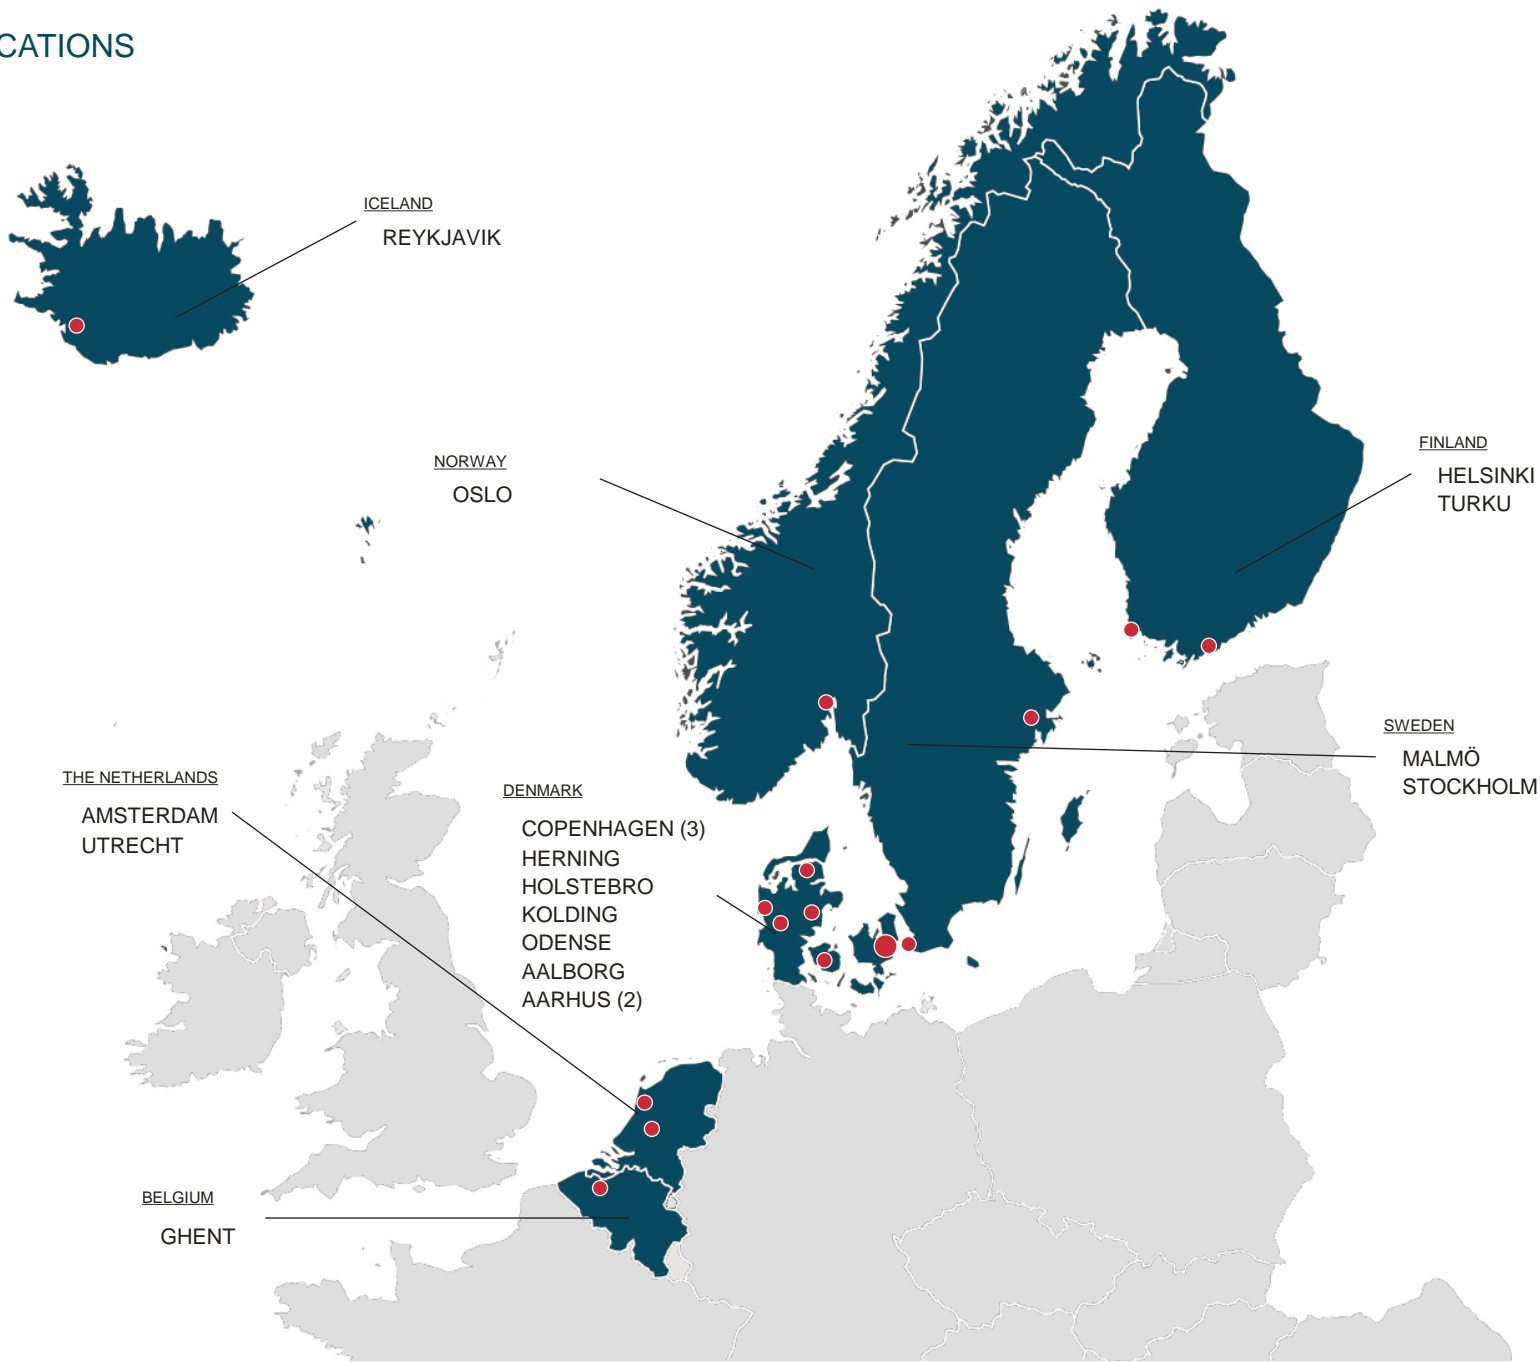 CATIONS
ICELAND
REYKJAVIK
NORWAY
OSLO
FINLAND
HELSINKI
TURKU
SWEDEN
MALMÖ
STOCKHOLM
THE NETHERLANDS
AMSTERDAM
UTRECHT
DENMARK
COPENHAGEN (3)
HERNING
HOLSTEBRO
KOLDING
ODENSE
AALBORG
AARHUS (2)
BELGIUM
GHENT